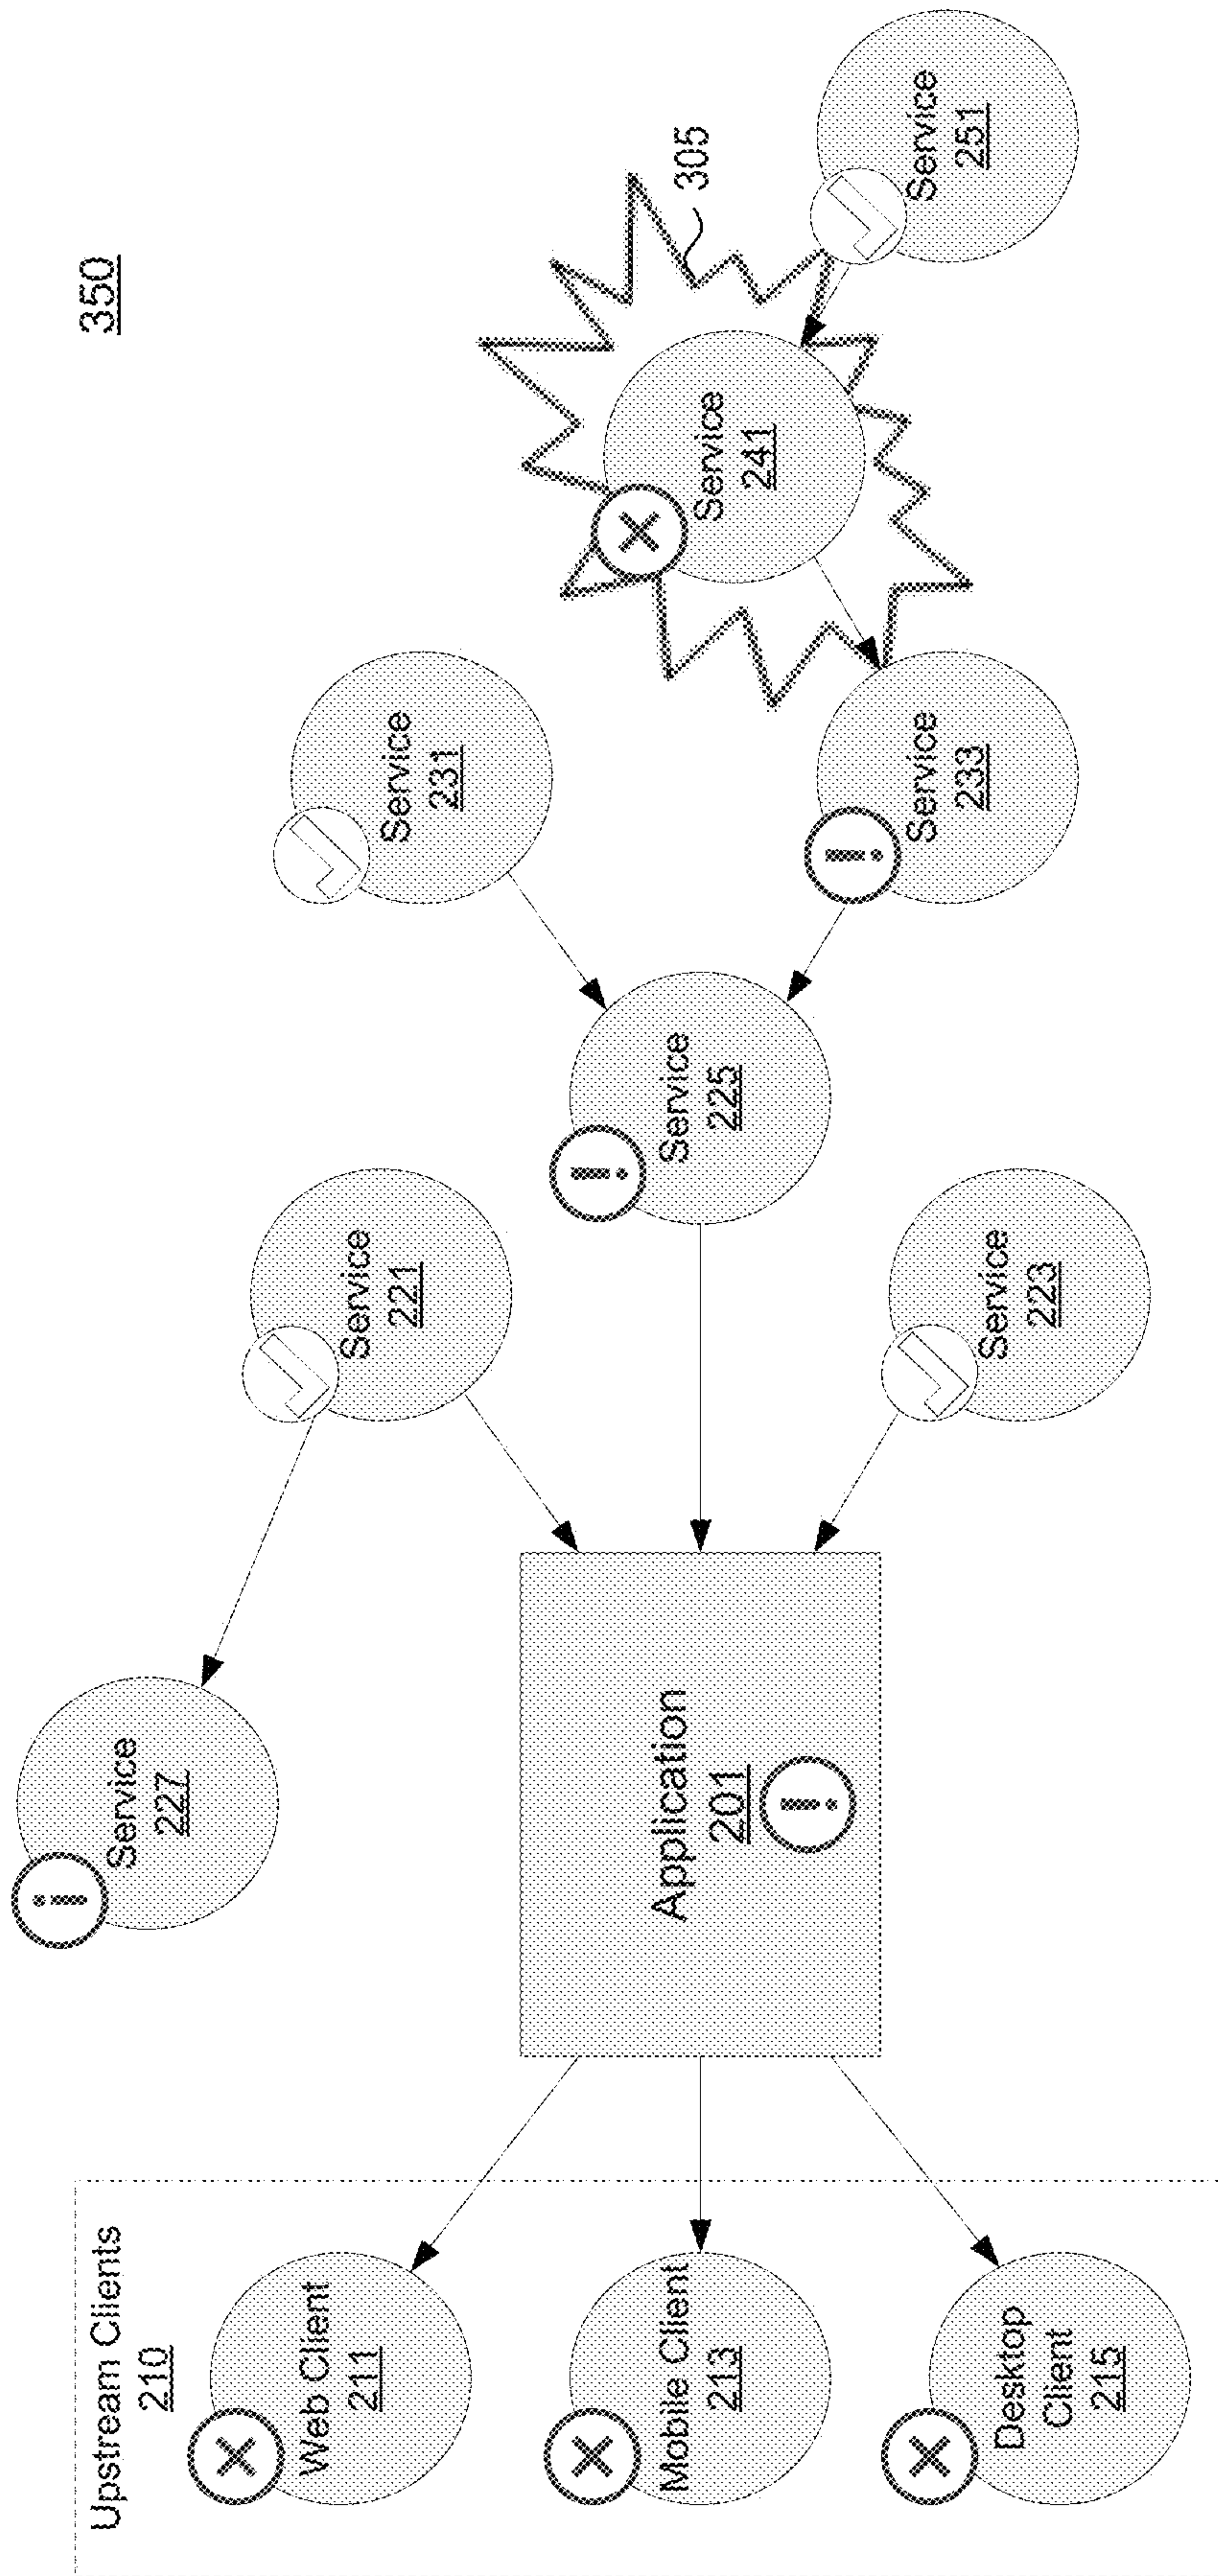 350
Upstream Clients
210
Web Client
211
Mobile Client
213
Desktop
Client
215
Application
201
Service
227
Service
221
Service
223
Service
225
Service
231
Service
233
Service
241
305
Service
251